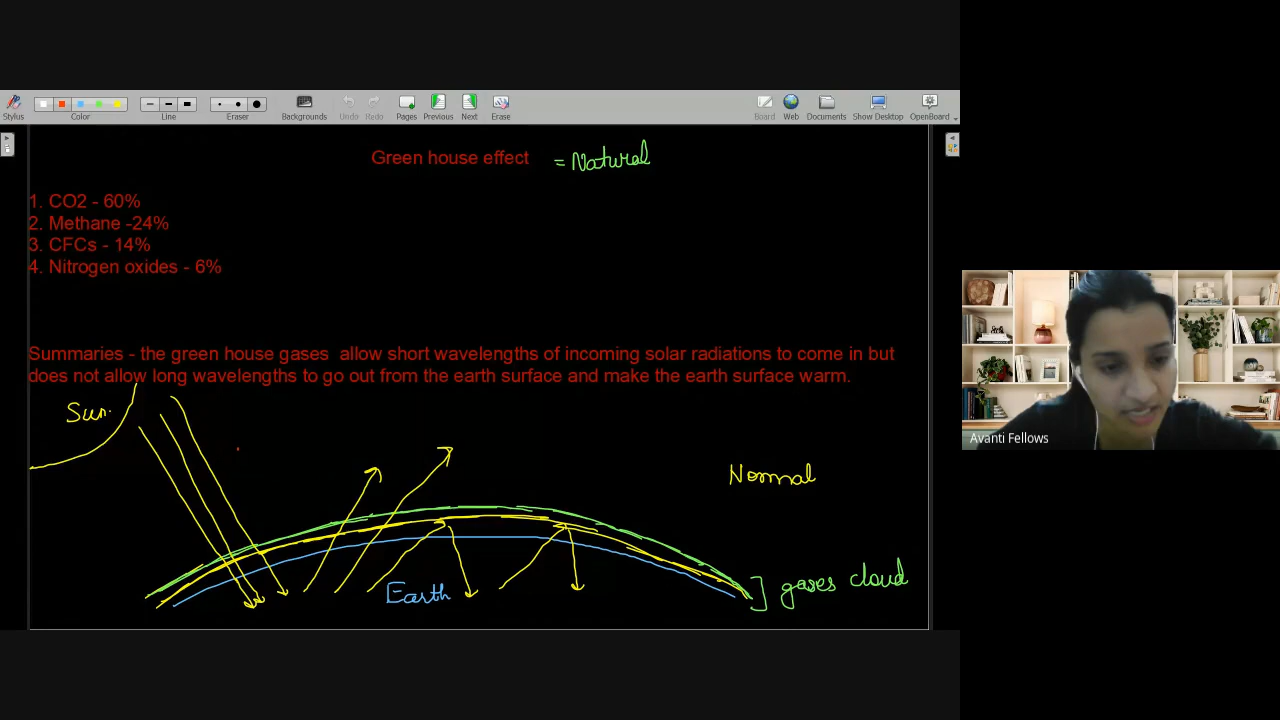 Stylus
Color
Line
Eraser
Backgrounds
Undo
Redo
Pages
Previous
Next
Erase
Board
Web
Documents
Show Desktop
OpenBoard
Green house effect = Natural
1. CO2 - 60%
2. Methane -24%
3. CFCs - 14%
4. Nitrogen oxides - 6%
Summaries - the green house gases allow short wavelengths of incoming solar radiations to come in but
does not allow long wavelengths to go out from the earth surface and make the earth surface warm.
Sun.
Normal
Earth
gases cloud
Avanti Fellows